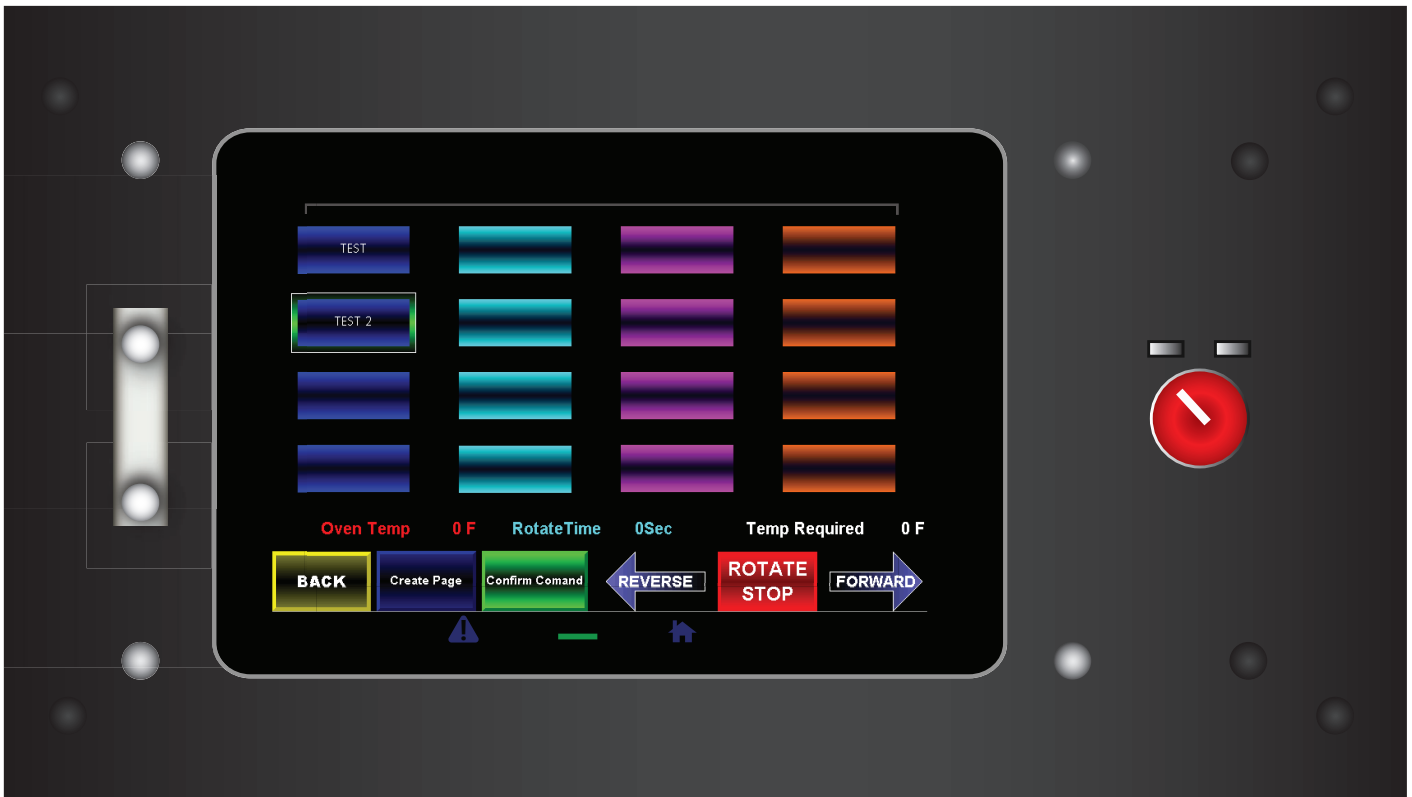 TEST
TEST 2
Oven Temp 0 F RotateTime 0Sec Temp Required 0 F
BACK
Create Page
Confirm Comand
REVERSE
ROTATE
STOP
FORWARD